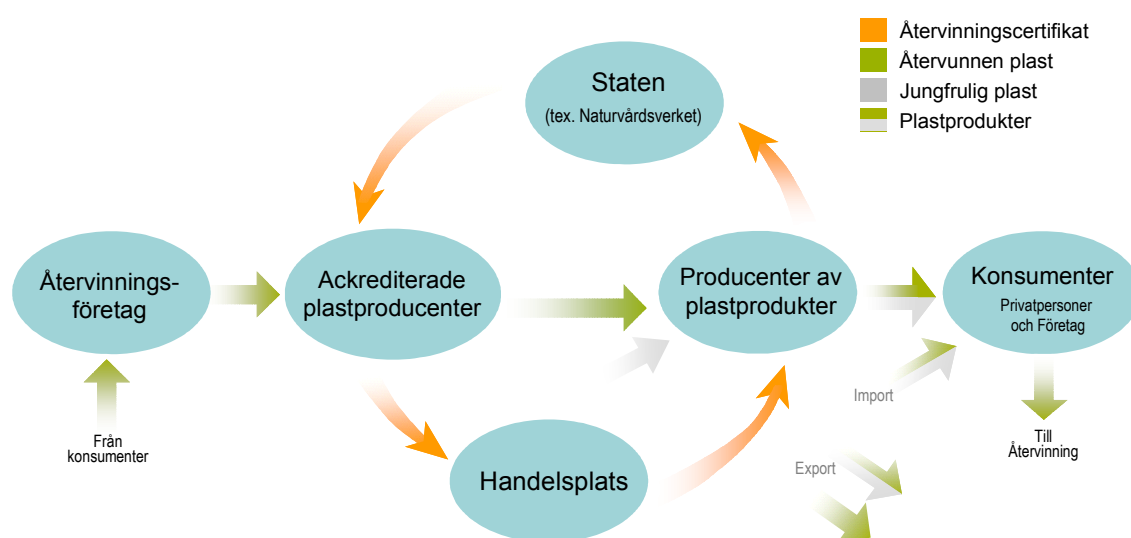 Återvinningscertifikat
Återvunnen plast
Jungfrulig plast
Plastprodukter
Staten
(tex. Naturvårdsverket)
Återvinnings-
företag
Ackrediterade
plastproducenter
Producenter av
plastprodukter
Konsumenter
Privatpersoner
och Företag
Import
Från
konsumenter
Till
Återvinning
Handelsplats
Export